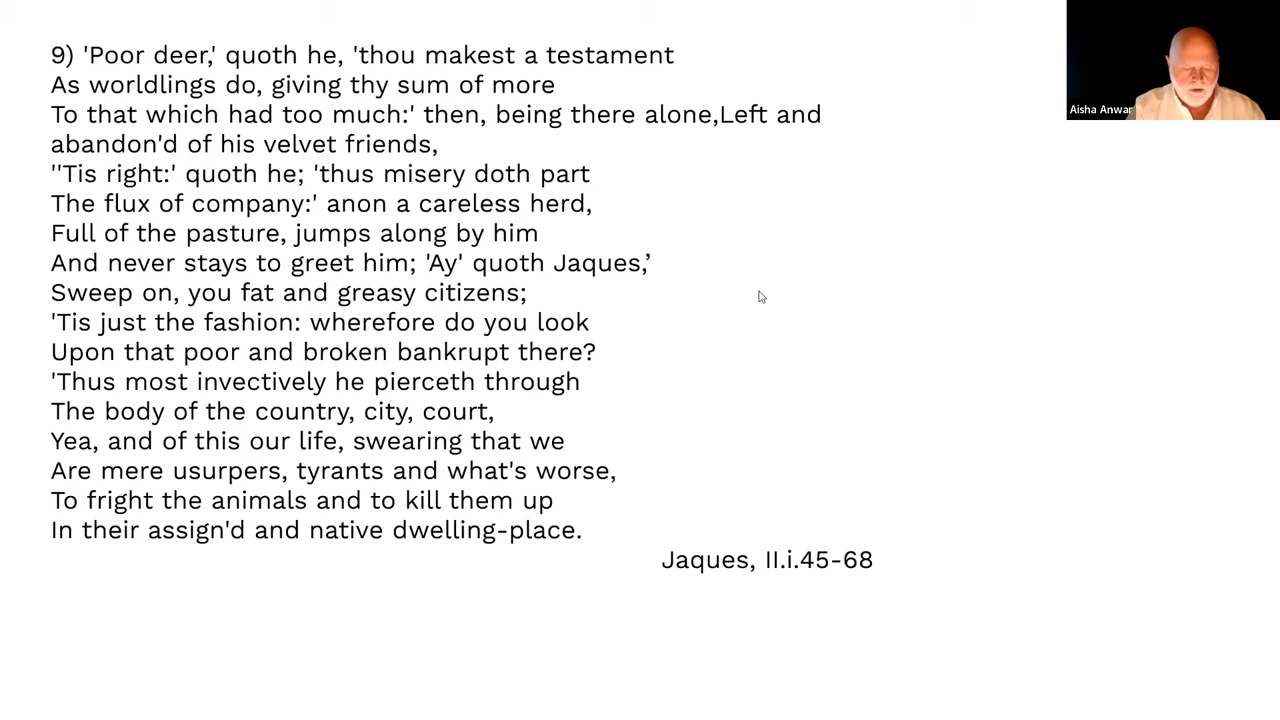 9) 'Poor deer,' quoth he, 'thou makest a testament
As worldlings do, giving thy sum of more
To that which had too much:' then, being there alone,Left and
abandon'd of his velvet friends,
''Tis right:' quoth he; 'thus misery doth part
The flux of company:' anon a careless herd,
Full of the pasture, jumps along by him
And never stays to greet him; 'Ay' quoth Jaques,’
Sweep on, you fat and greasy citizens;
'Tis just the fashion: wherefore do you look
Upon that poor and broken bankrupt there?
'Thus most invectively he pierceth through
The body of the country, city, court,
Yea, and of this our life, swearing that we
Are mere usurpers, tyrants and what's worse,
To fright the animals and to kill them up
In their assign'd and native dwelling-place.
Jaques, II.i.45-68
Aisha Anwar